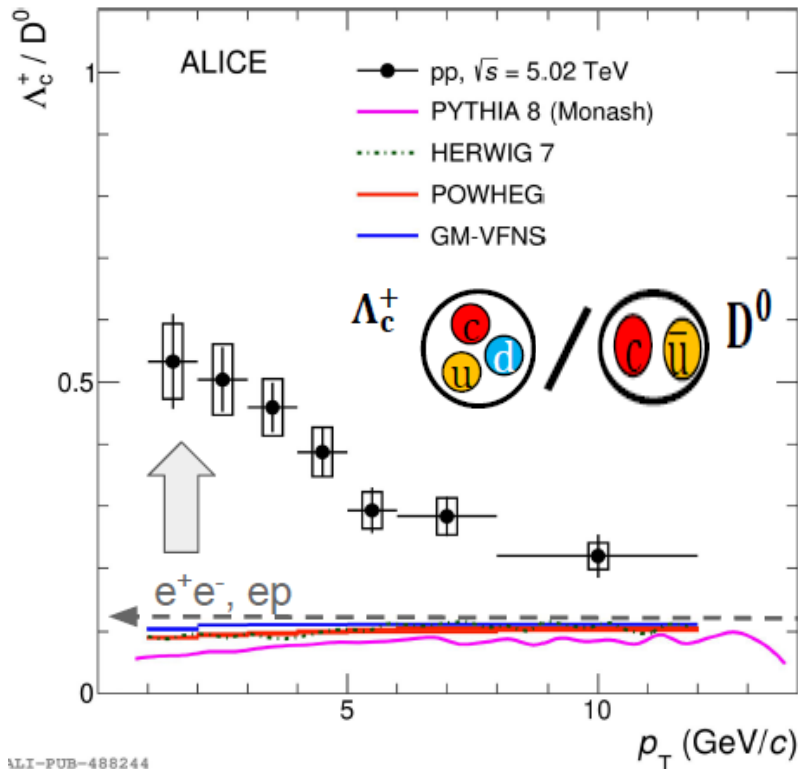 Λc+ / D0
1
0.5
0
ALICE
pp, √s = 5.02 TeV
PYTHIA 8 (Monash)
HERWIG 7
POWHEG
GM-VFNS
Λc+
c
u
d
/
c
ū
D0
e+e-, ep
5
10
pT (GeV/c)
ALI-PUB-488244